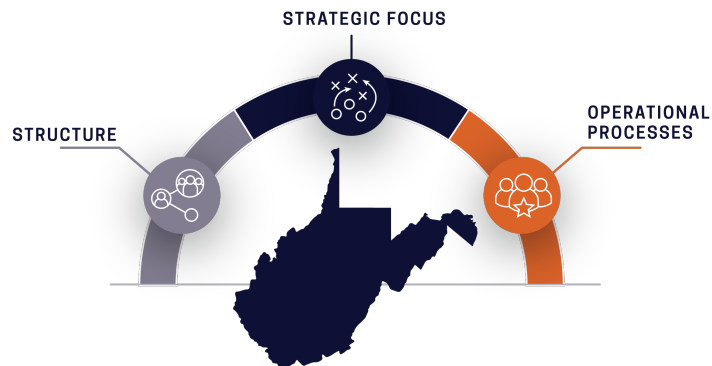 STRATEGIC FOCUS
STRUCTURE
OPERATIONAL
PROCESSES